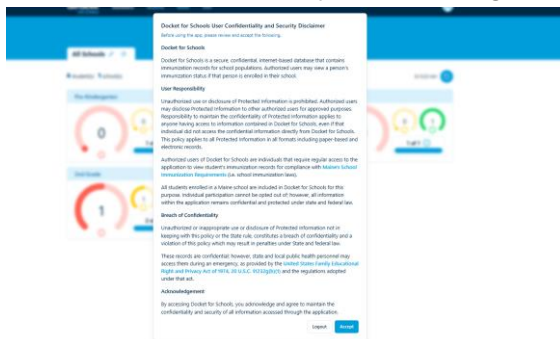 Docket for Schools User Confidentiality and Security Disclaimer
Before using the app, please review and accept the following.
Docket for Schools
Docket for Schools is a secure, confidential, internet-based database that contains
immunization records for school populations. Authorized users may view a person's
immunization status if that person is enrolled in their school.
User Responsibility
Unauthorized use or disclosure of Protected Information is prohibited. Authorized users
may disclose Protected Information to other authorized users for approved purposes.
Responsibility to maintain the confidentiality of Protected Information applies to
anyone having access to information contained in Docket for Schools, even if that
individual did not access the confidential information directly from Docket for Schools.
This policy applies to all Protected Information in all formats including paper-based and
electronic records.
Authorized users of Docket for Schools are individuals that require regular access to the
application to view student's immunization records for compliance with Maine's School
Immunization Requirements (i.e. school immunization laws).
All students enrolled in a Maine school are included in Docket for Schools for this
purpose. Individual participation cannot be opted out of; however, all information
within the application remains confidential and protected under state and federal law.
Breach of Confidentiality
Unauthorized or inappropriate use or disclosure of Protected Information not in
keeping with this policy or the State rule, constitutes a breach of confidentiality and a
violation of this policy which may result in penalties under State and federal law.
These records are confidential; however, state and local public health personnel may
access them during an emergency, as provided by the United States Family Educational
Right and Privacy Act of 1974, 20 U.S.C. and the regulations adopted
under that act.
Acknowledgement
By accessing Docket for Schools, you acknowledge and agree to maintain the
confidentiality and security of all information accessed through the application.
Logout Accept
All Schools
Pre-Kindergarten
0
2nd Grade
1
1 of 1